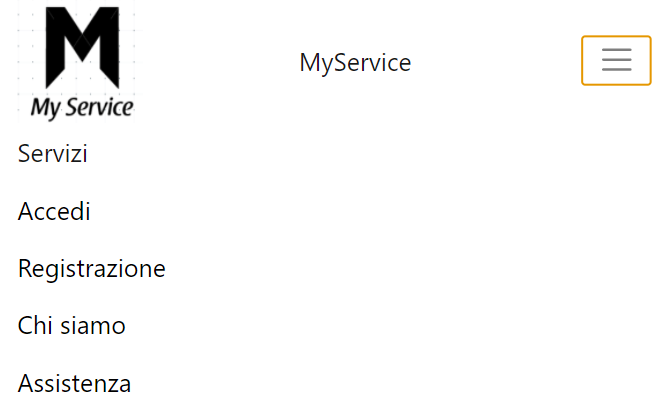 My Service
MyService
Servizi
Accedi
Registrazione
Chi siamo
Assistenza